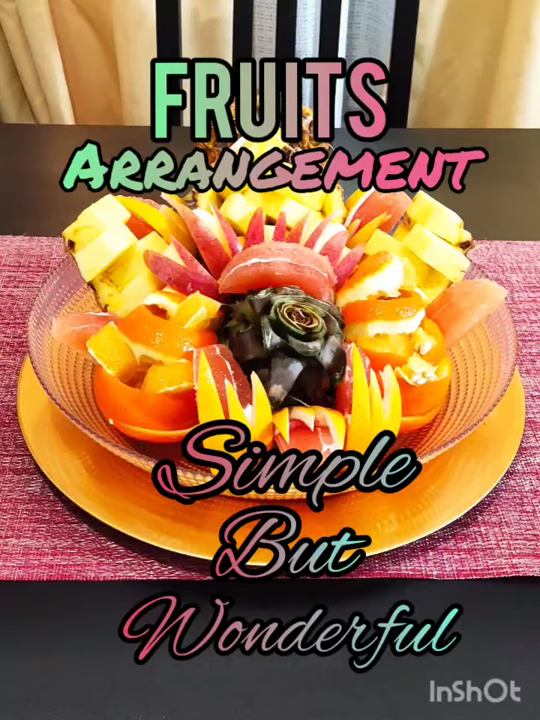 FRUITS
ARRANGEMENT
Simple
But
Wonderful
InShOt